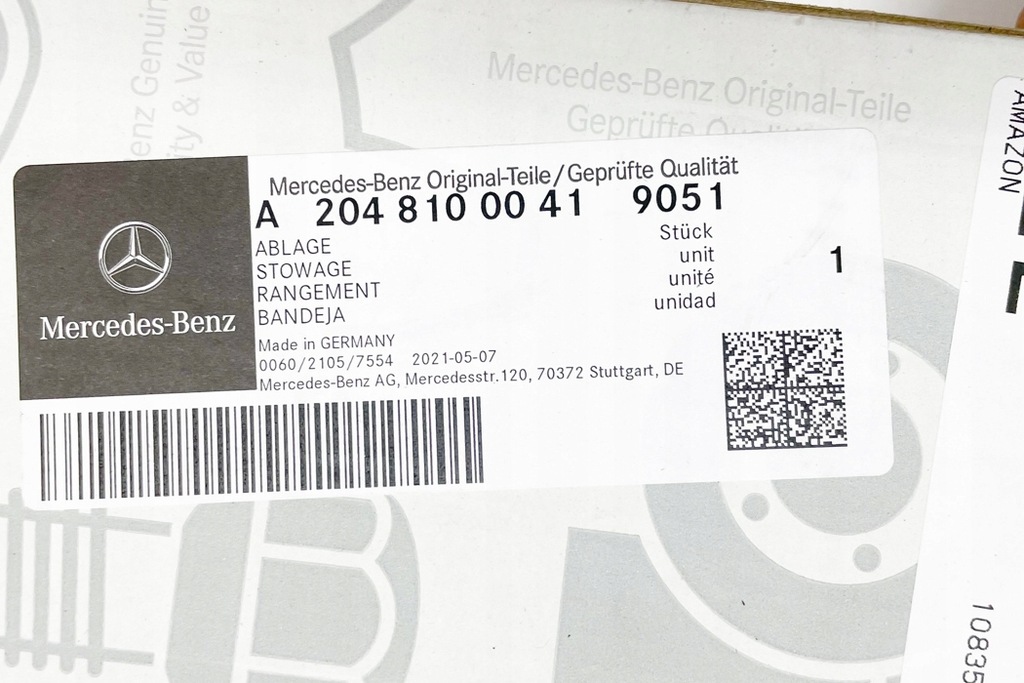 Mercedes-Benz Original-Teile
Geprüfte
& Value
Mercedes-Benz
Mercedes-Benz Original-Teile/Geprüfte Qualität
A 204 810 00 41 9051
ABLAGE
STOWAGE
RANGEMENT
BANDEJA
Stück
unit
unité
unidad
1
Made in GERMANY
0060/2105/7554 2021-05-07
Mercedes-Benz AG, Mercedesstr.120, 70372 Stuttgart, DE
AMAZON
10835